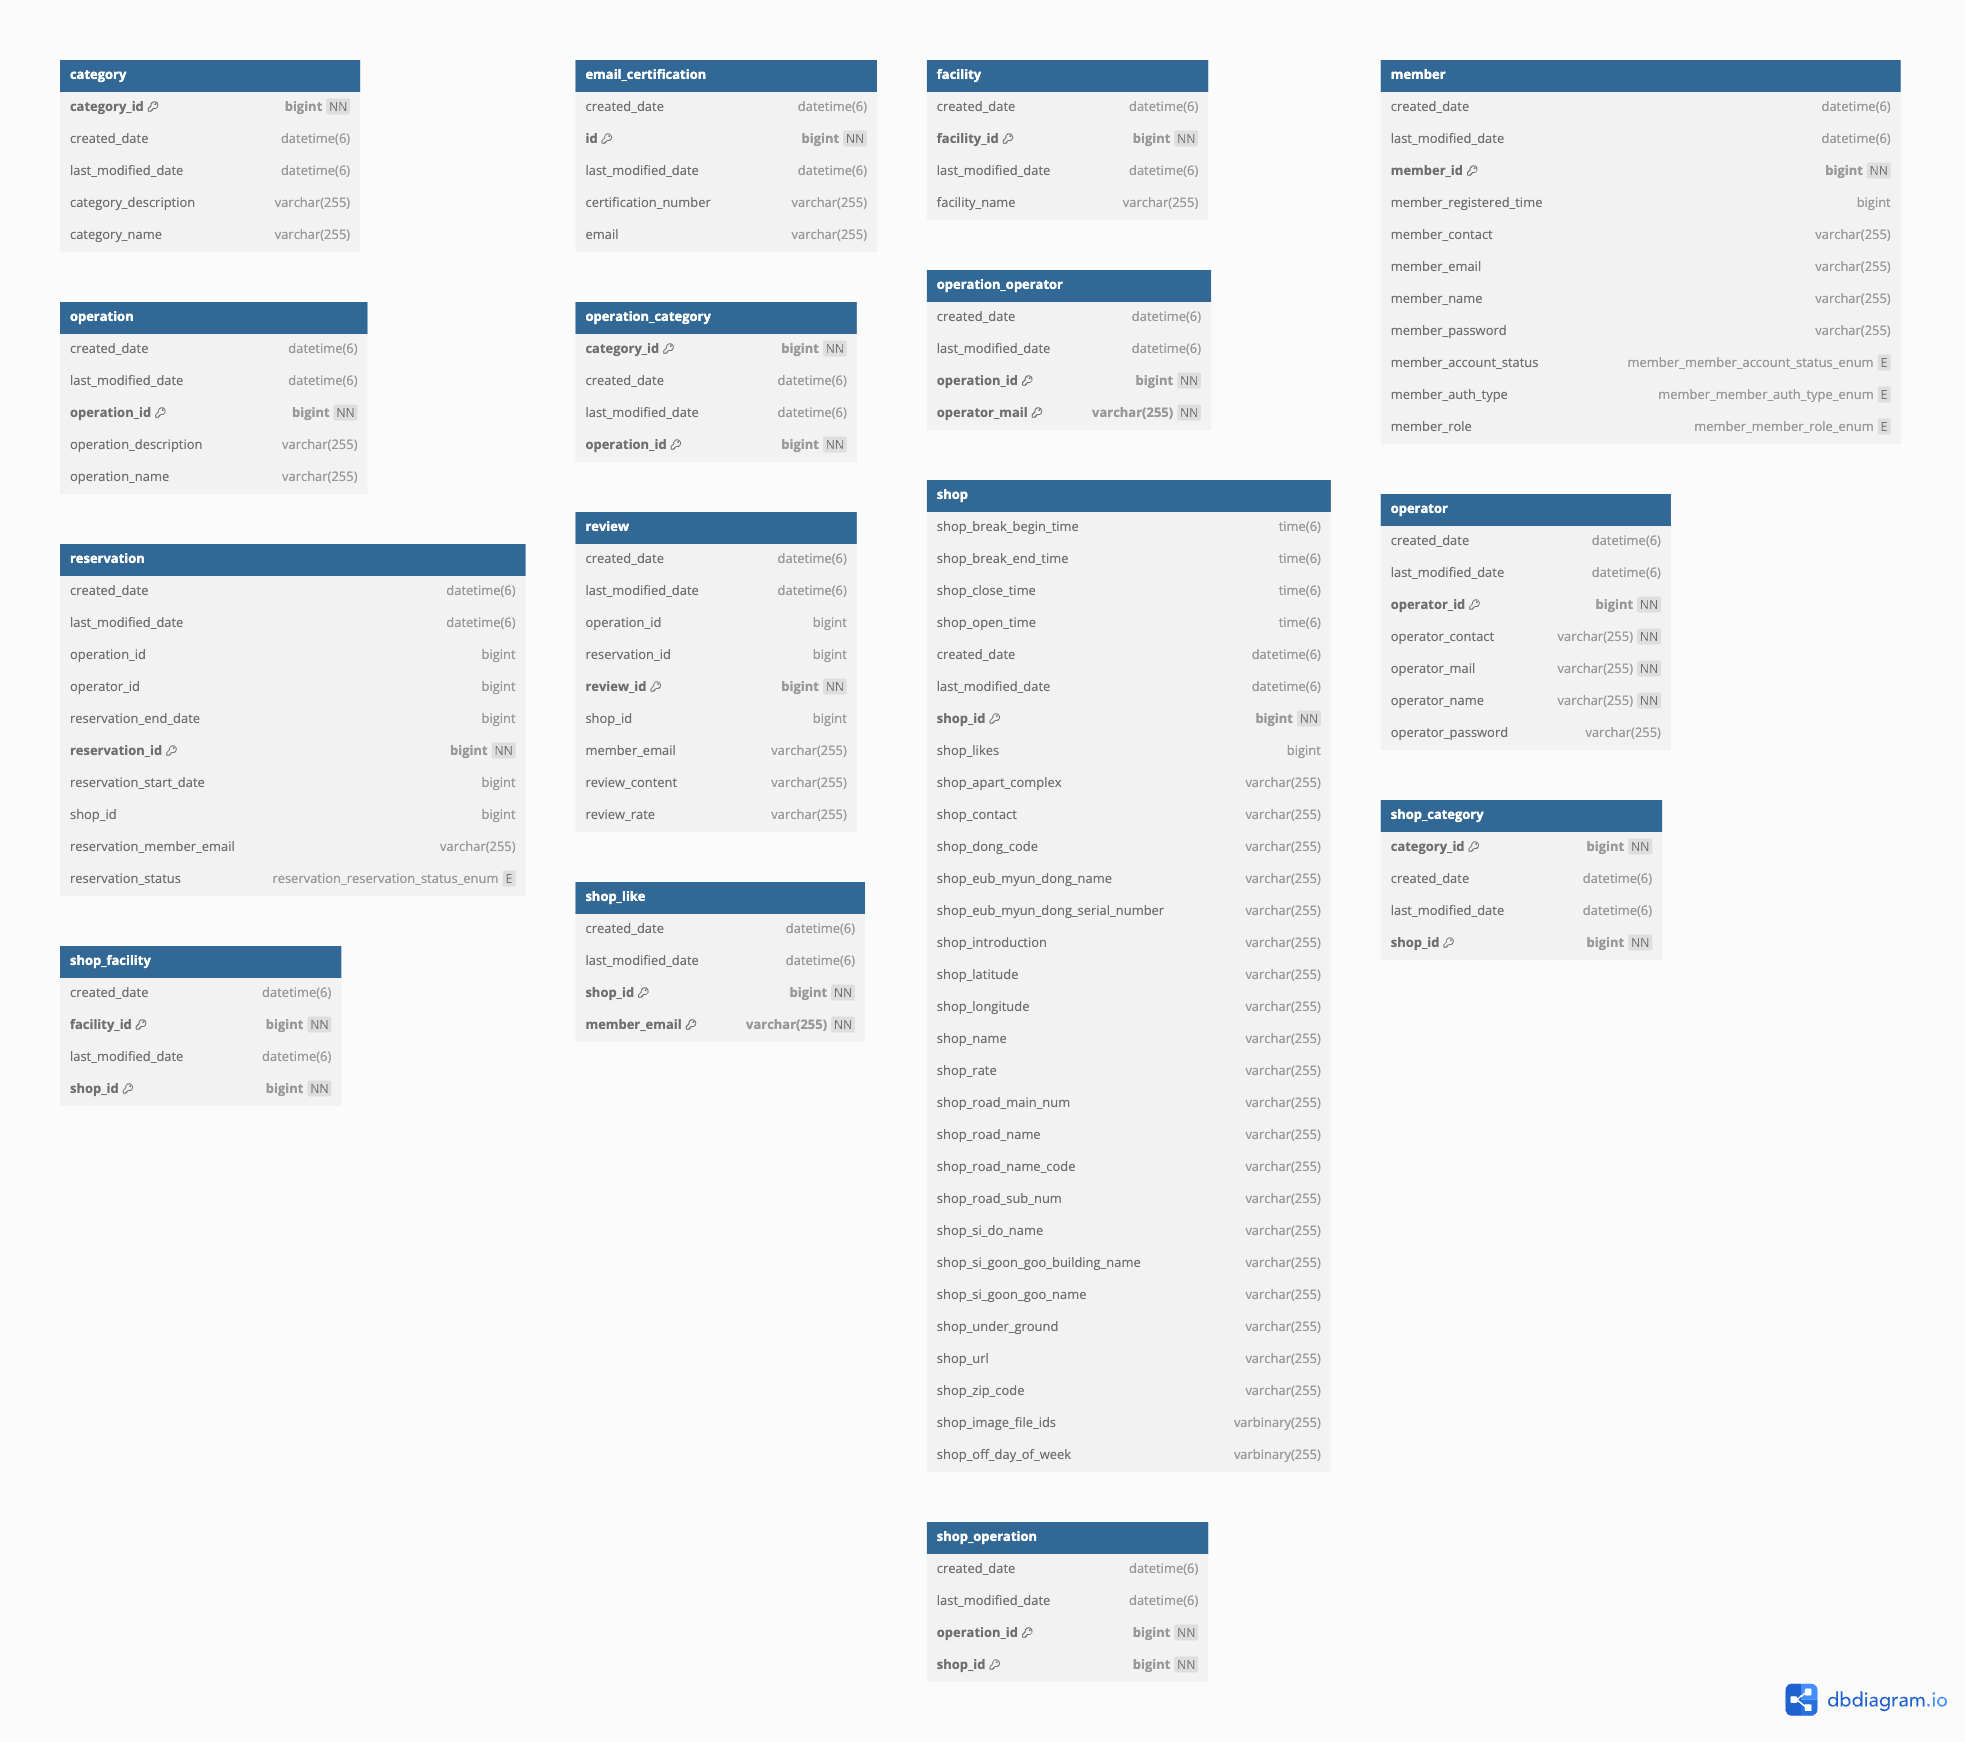 category
category_id bigint NN
created_date datetime(6)
last_modified_date datetime(6)
category_description varchar(255)
category_name varchar(255)
operation
created_date datetime(6)
last_modified_date datetime(6)
operation_id bigint NN
operation_description varchar(255)
operation_name varchar(255)
reservation
created_date datetime(6)
last_modified_date datetime(6)
operation_id bigint
operator_id bigint
reservation_end_date bigint
reservation_id bigint NN
reservation_start_date bigint
shop_id bigint
reservation_member_email varchar(255)
reservation_status reservation_reservation_status_enum E
shop_facility
created_date datetime(6)
facility_id bigint NN
last_modified_date datetime(6)
shop_id bigint NN
email_certification
created_date datetime(6)
id bigint NN
last_modified_date datetime(6)
certification_number varchar(255)
email varchar(255)
operation_category
category_id bigint NN
created_date datetime(6)
last_modified_date datetime(6)
operation_id bigint NN
review
created_date datetime(6)
last_modified_date datetime(6)
operation_id bigint
reservation_id bigint
review_id bigint NN
shop_id bigint
member_email varchar(255)
review_content varchar(255)
review_rate varchar(255)
shop_like
created_date datetime(6)
last_modified_date datetime(6)
shop_id bigint NN
member_email varchar(255) NN
facility
created_date datetime(6)
facility_id bigint NN
last_modified_date datetime(6)
facility_name varchar(255)
operation_operator
created_date datetime(6)
last_modified_date datetime(6)
operation_id bigint NN
operator_mail varchar(255) NN
shop
shop_break_begin_time time(6)
shop_break_end_time time(6)
shop_close_time time(6)
shop_open_time time(6)
created_date datetime(6)
last_modified_date datetime(6)
shop_id bigint NN
shop_likes bigint
shop_apart_complex varchar(255)
shop_contact varchar(255)
shop_dong_code varchar(255)
shop_eub_myun_dong_name varchar(255)
shop_eub_myun_dong_serial_number varchar(255)
shop_introduction varchar(255)
shop_latitude varchar(255)
shop_longitude varchar(255)
shop_name varchar(255)
shop_rate varchar(255)
shop_road_main_num varchar(255)
shop_road_name varchar(255)
shop_road_name_code varchar(255)
shop_road_sub_num varchar(255)
shop_si_do_name varchar(255)
shop_si_goon_goo_building_name varchar(255)
shop_si_goon_goo_name varchar(255)
shop_under_ground varchar(255)
shop_url varchar(255)
shop_zip_code varchar(255)
shop_image_file_ids varbinary(255)
shop_off_day_of_week varbinary(255)
shop_operation
created_date datetime(6)
last_modified_date datetime(6)
operation_id bigint NN
shop_id bigint NN
member
created_date datetime(6)
last_modified_date datetime(6)
member_id bigint NN
member_registered_time bigint
member_contact varchar(255)
member_email varchar(255)
member_name varchar(255)
member_password varchar(255)
member_account_status member_member_account_status_enum E
member_auth_type member_member_auth_type_enum E
member_role member_member_role_enum E
operator
created_date datetime(6)
last_modified_date datetime(6)
operator_id bigint NN
operator_contact varchar(255) NN
operator_mail varchar(255) NN
operator_name varchar(255) NN
operator_password varchar(255)
shop_category
category_id bigint NN
created_date datetime(6)
last_modified_date datetime(6)
shop_id bigint NN
dbdiagram.io